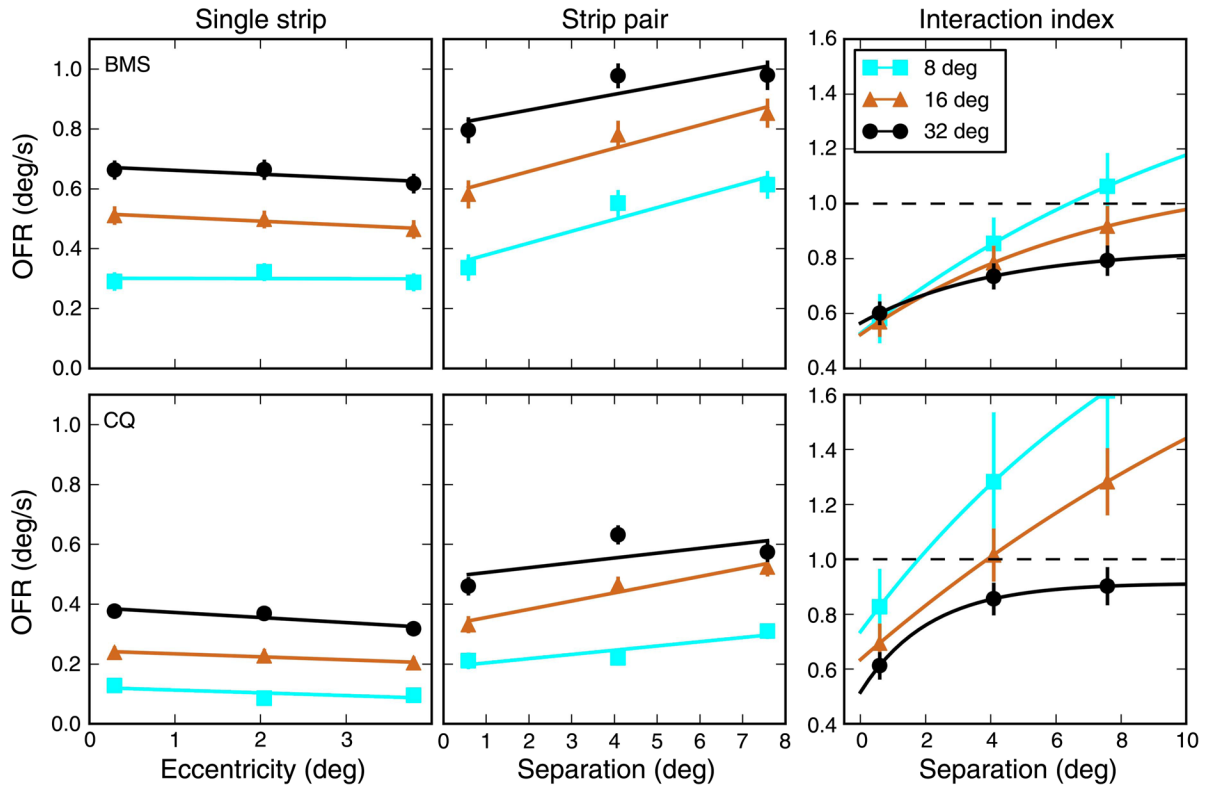 Single strip
Strip pair
Interaction index
BMS
OFR (deg/s)
1.0
0.8
0.6
0.4
0.2
0.0
1.6
1.4
1.2
1.0
0.8
0.6
0.4
8 deg
16 deg
32 deg
CQ
OFR (deg/s)
1.0
0.8
0.6
0.4
0.2
0.0
0 1 2 3
Eccentricity (deg)
0 1 2 3 4 5 6 7 8
Separation (deg)
1.6
1.4
1.2
1.0
0.8
0.6
0.4
0 2 4 6 8 10
Separation (deg)